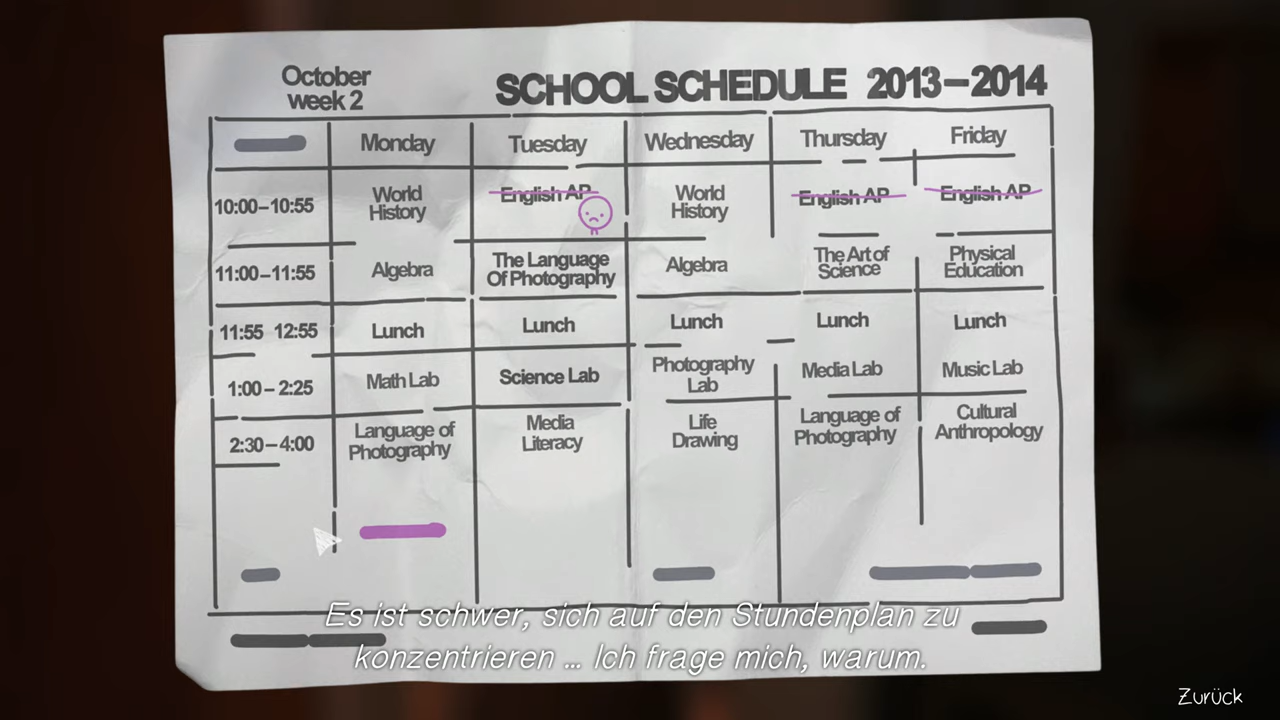 October
week 2
SCHOOL SCHEDULE 2013-2014
Monday Tuesday Wednesday Thursday Friday
10:00-10:55 World History English AP World History English AP English AP
11:00-11:55 Algebra The Language Of Photography Algebra The Art of Science Physical Education
11:55 12:55 Lunch Lunch Lunch Lunch Lunch
1:00-2:25 Math Lab Science Lab Photography Lab Media Lab Music Lab
2:30-4:00 Language of Photography Media Literacy Life Drawing Language of Photography Cultural Anthropology
Es ist schwer, sich auf den Stundenplan zu
konzentrieren ... Ich frage mich, warum.
Zurück